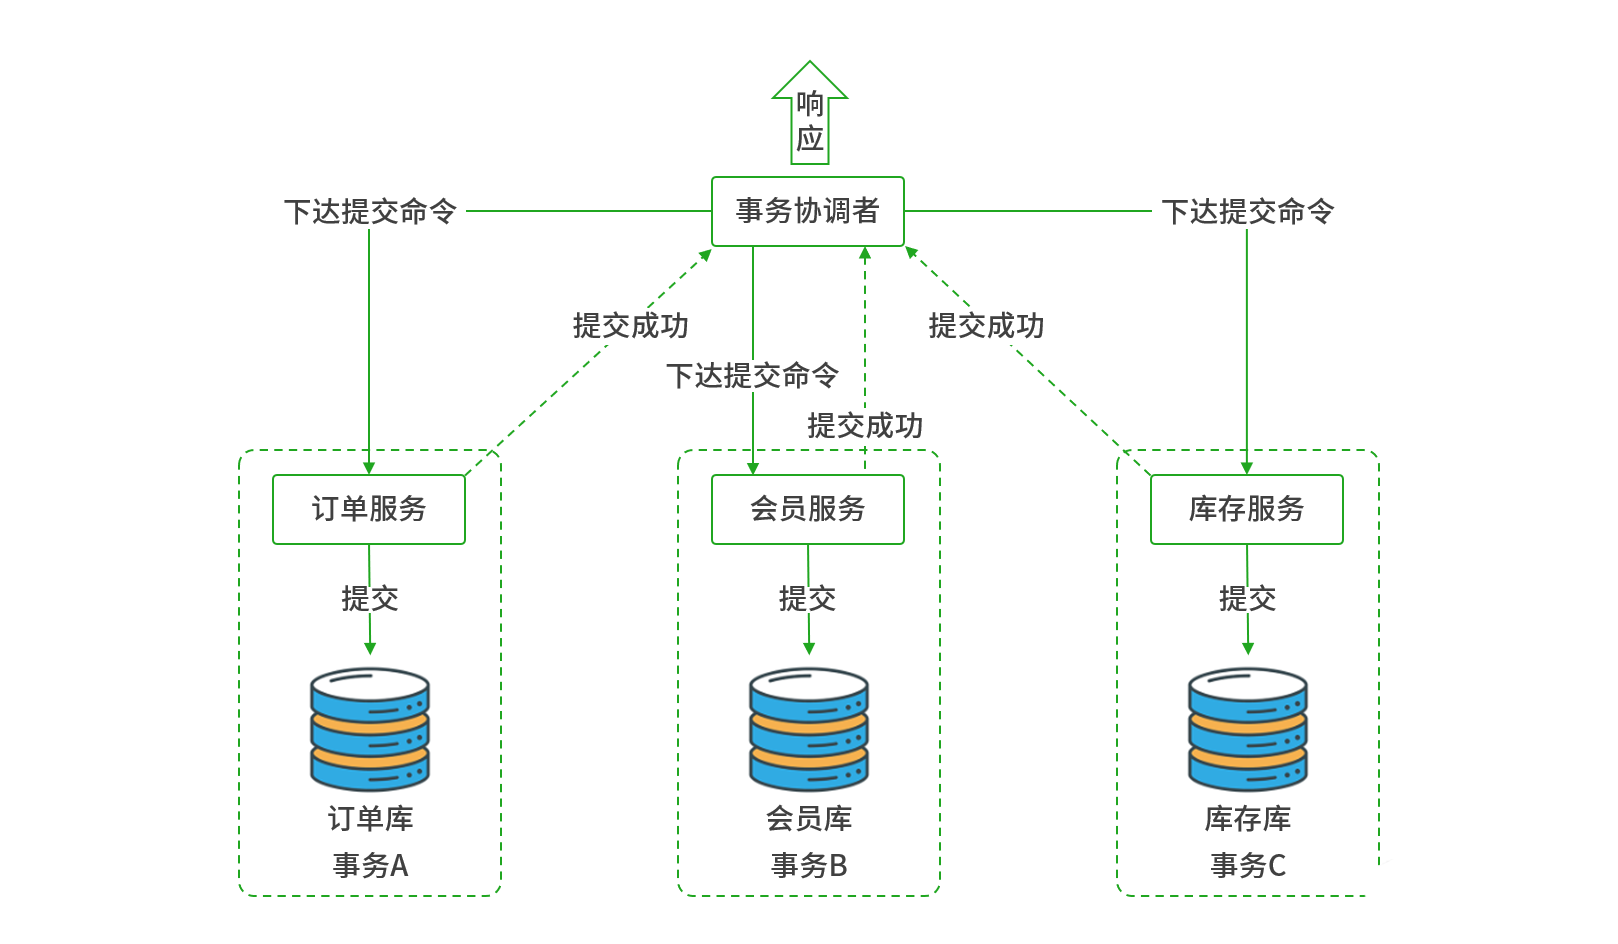 响
应
下达提交命令
事务协调者
下达提交命令
提交成功
提交成功
下达提交命令
提交成功
订单服务
会员服务
库存服务
提交
提交
提交
订单库
会员库
库存库
事务A
事务B
事务C